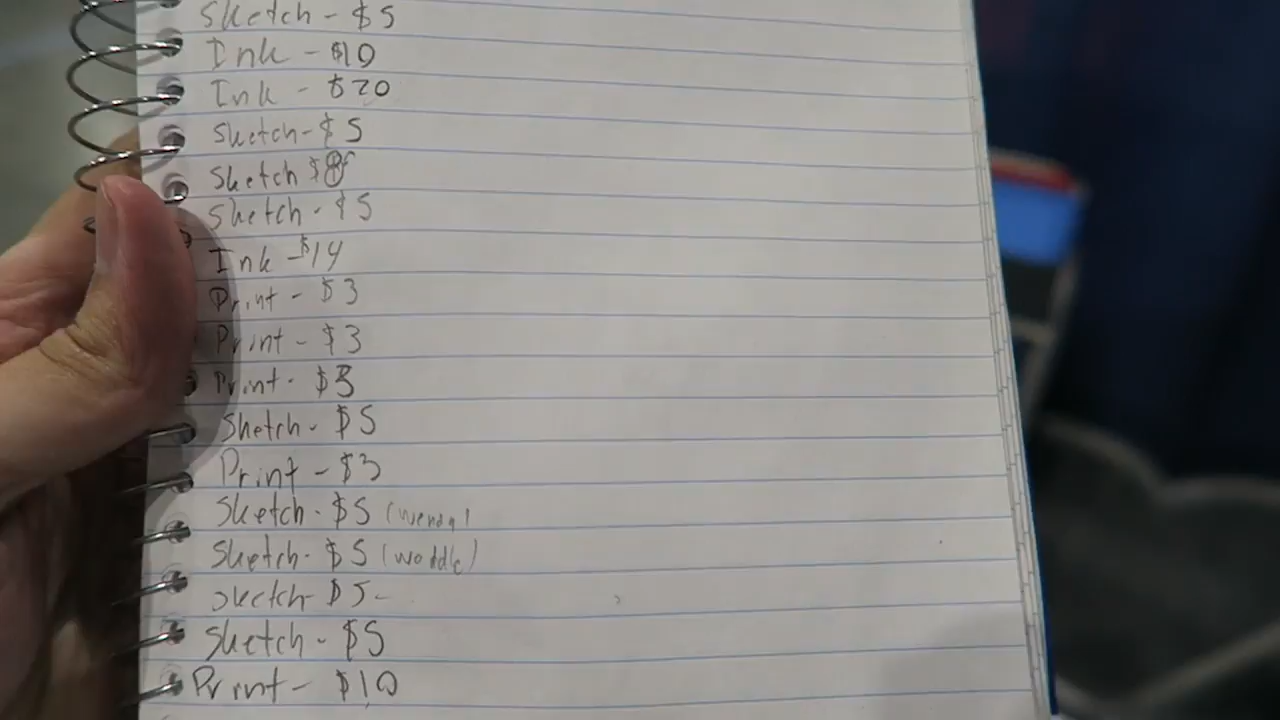 Sketch - $5
Ink - $10
Ink - $20
Sketch - $5
Sketch
Sketch - $5
Ink - $14
Print - $3
Print - $3
Print - $3
Sketch - $5
Print - $3
Sketch - $5
Sketch - $5 (waddle)
Sketch $5 -
Sketch - $5
Print - $10